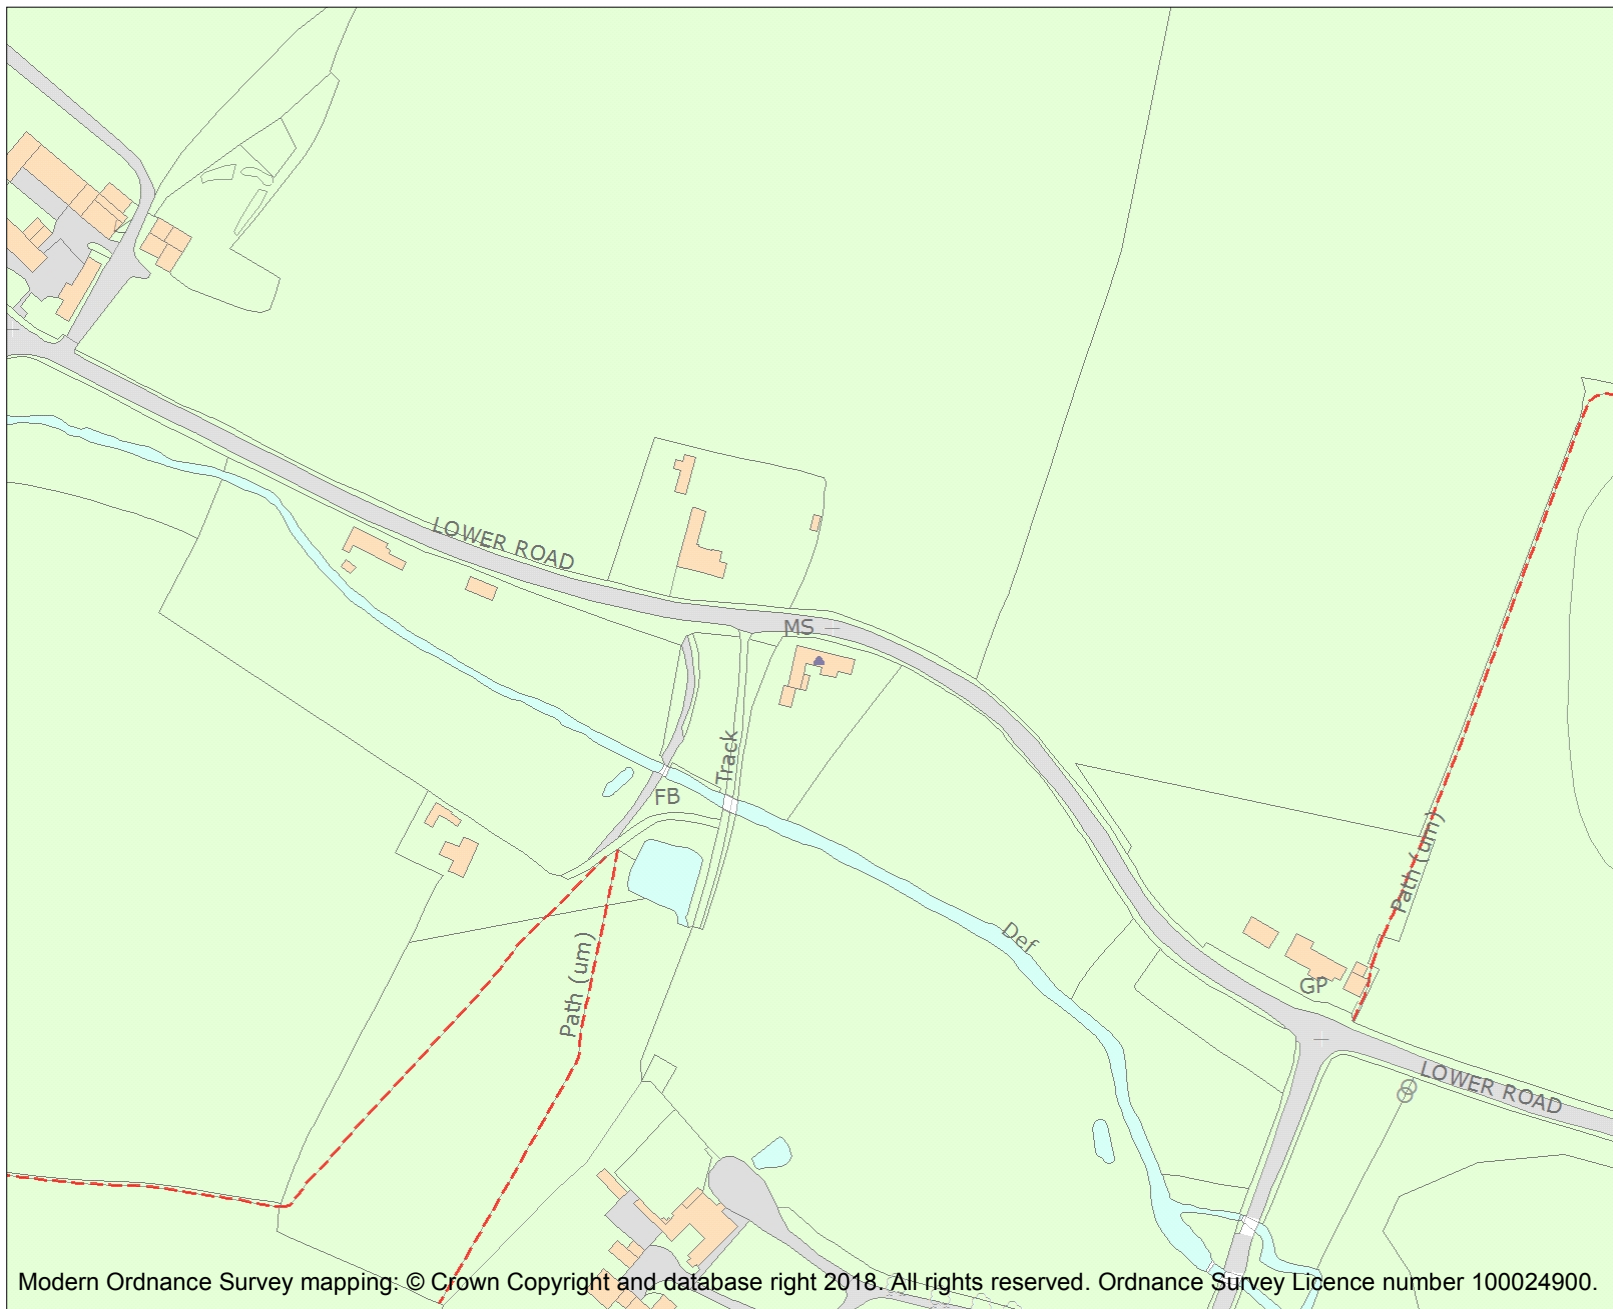 LOWER ROAD
MS
Track
FB
Path (um)
Def
Path (um)
GP
LOWER ROAD
Modern Ordnance Survey mapping: © Crown Copyright and database right 2018. All rights reserved. Ordnance Survey Licence number 100024900.